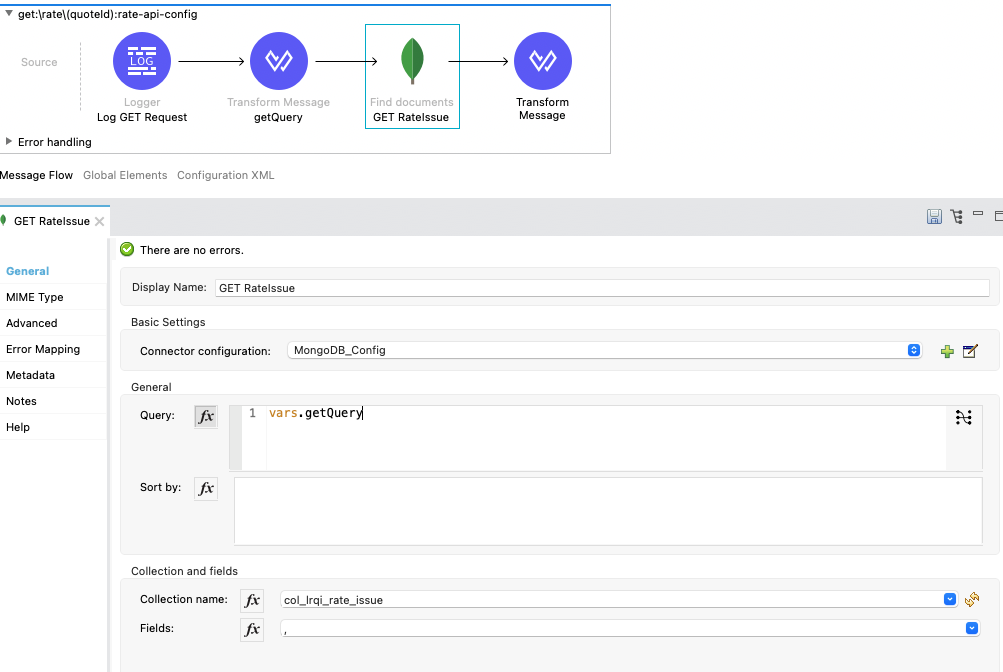 get:\rate\(quoteId):rate-api-config
Source
LOG
Logger
Log GET Request
Transform Message
getQuery
Find documents
GET RateIssue
Transform
Message
Error handling
Message Flow Global Elements Configuration XML
GET RateIssue
There are no errors.
General
MIME Type
Advanced
Error Mapping
Metadata
Notes
Help
Display Name: GET RateIssue
Basic Settings
Connector configuration: MongoDB_Config
General
Query: fx 1 vars.getQuery
Sort by: fx
Collection and fields
Collection name: fx col_lrqi_rate_issue
Fields: fx ,